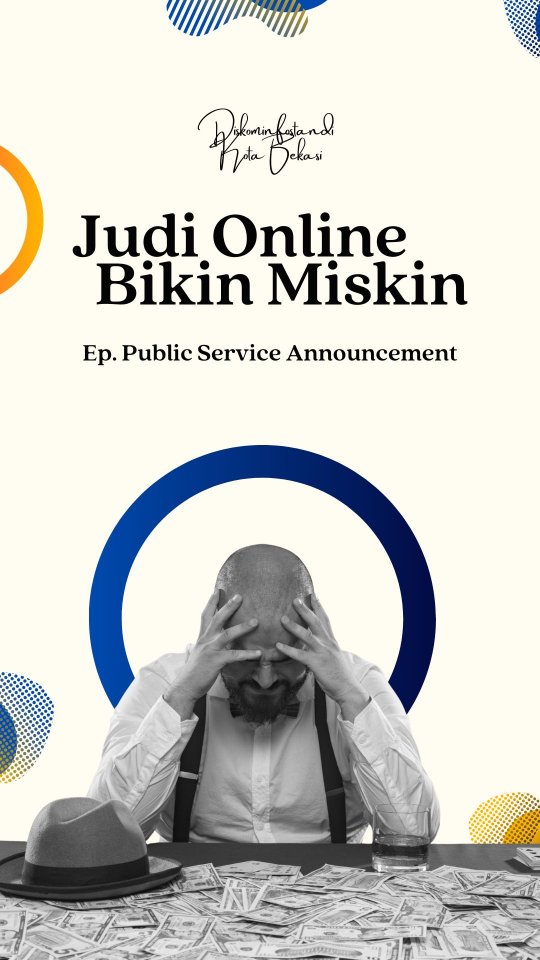 Diskominfostandi
Kota Bekasi
Judi Online
Bikin Miskin
Ep. Public Service Announcement